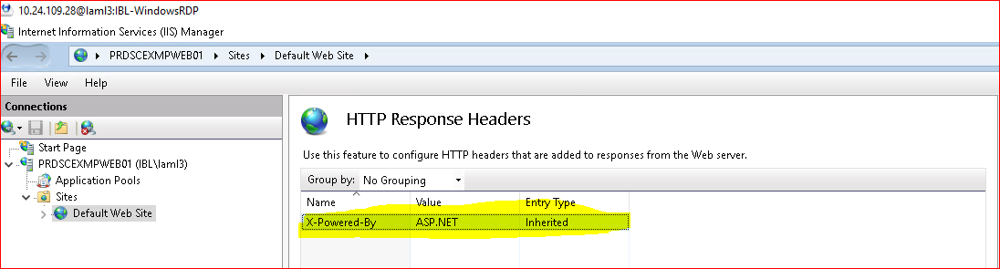 10.24.109.28@laml3:IBL-WindowsRDP
Internet Information Services (IIS) Manager
PRDSCEXMPWEB01 Sites Default Web Site
File View Help
Connections
Start Page
PRDSCEXMPWEB01 (IBL\laml3)
Application Pools
Sites
Default Web Site
HTTP Response Headers
Use this feature to configure HTTP headers that are added to responses from the Web server.
Group by: No Grouping
Name Value Entry Type
X-Powered-By ASP.NET Inherited